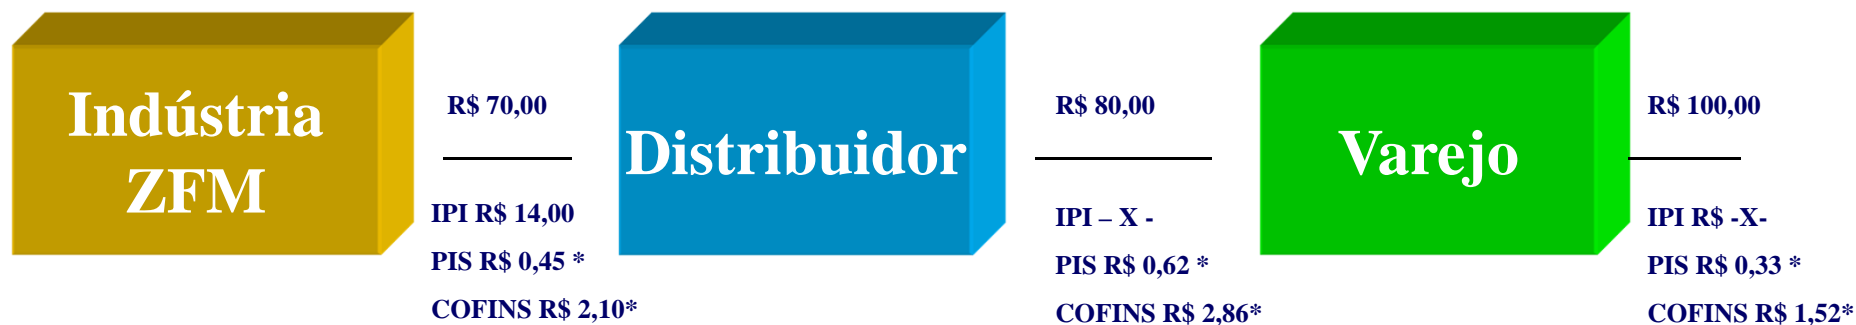 Indústria
ZFM
R$ 70,00
IPI R$ 14,00
PIS R$ 0,45 *
COFINS R$ 2,10*
Distribuidor
R$ 80,00
IPI – X -
PIS R$ 0,62 *
COFINS R$ 2,86*
Varejo
R$ 100,00
IPI R$ -X-
PIS R$ 0,33 *
COFINS R$ 1,52*